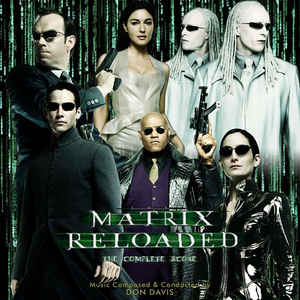 MATRIX
RELOADED
THE COMPLETE SCORE
Music Composed & Conducted by
DON DAVIS